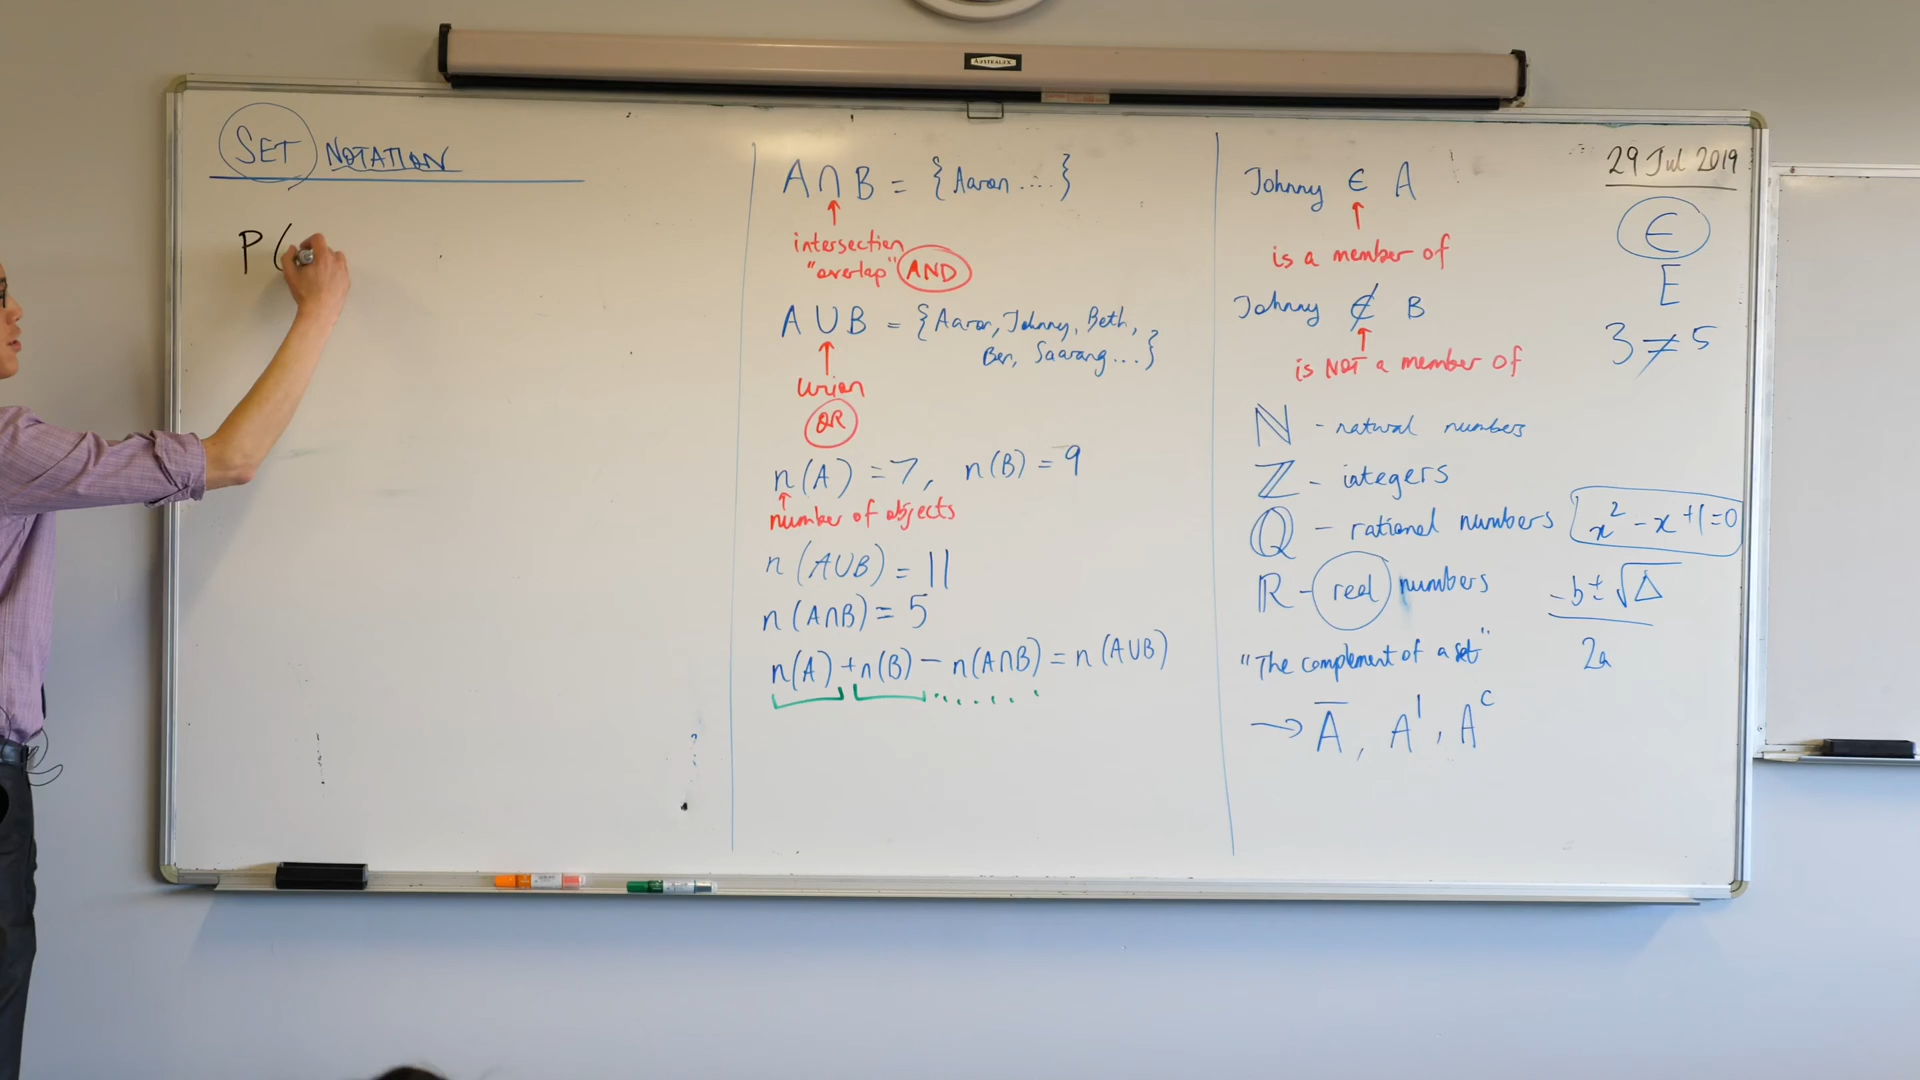 AUSTRALEX
SET NOTATION
P (
A ∩ B = {Aaron ....}
↑
intersection
"overlap" AND
A ∪ B = {Aaron, Johnny, Beth,
Ben, Saarang ...}
↑
union
OR
n(A) = 7, n(B) = 9
↑
number of objects
n(A∪B) = 11
n(A∩B) = 5
n(A) + n(B) - n(A∩B) = n(A∪B)
Johnny ∈ A
↑
is a member of
Johnny ∉ B
↑
is NOT a member of
ℕ - natural numbers
ℤ - integers
ℚ - rational numbers
ℝ - real numbers
"The complement of a set"
→ A̅, A', Aᶜ
29 Jul 2019
∈
E
3 ≠ 5
x² - x + 1 = 0
-b ± √Δ
2a